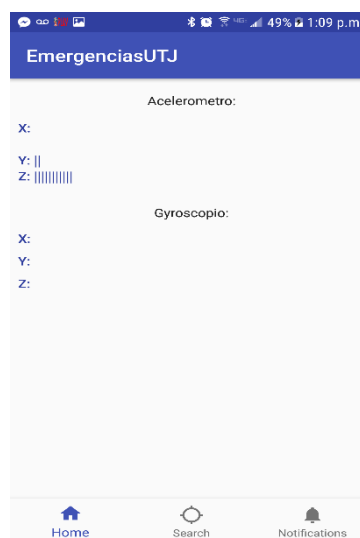 49% 1:09 p.m.
EmergenciasUTJ
Acelerometro:
X:
Y: ||
Z: |||||||||||
Gyroscopio:
X:
Y:
Z:
Home Search Notifications